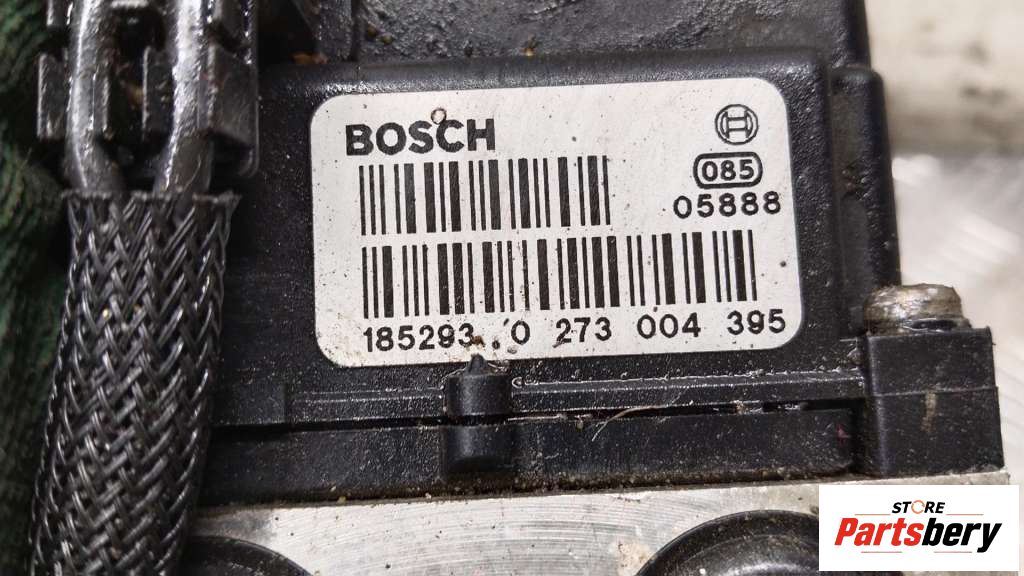 BOSCH
085
05888
185293 0 273 004 395
STORE
Partsbery